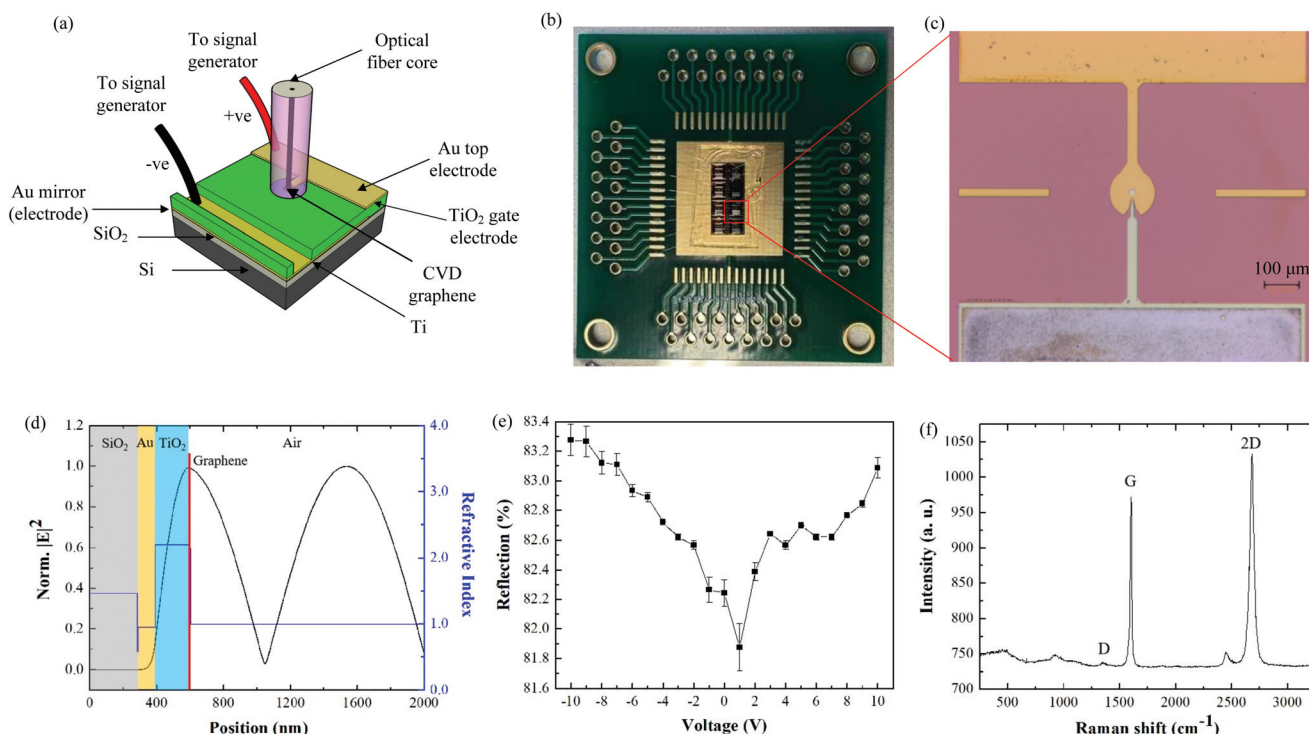 (a)
To signal
generator
Optical
fiber core
To signal
generator
+ve
-ve
Au top
electrode
Au mirror
(electrode)
TiO2 gate
electrode
SiO2
Si
CVD
graphene
Ti
(b)
(c)
100 μm
(d)
SiO2
Au
TiO2
Air
Graphene
1.2
1.0
0.8
0.6
0.4
0.2
0.0
Norm. |E|²
4.0
3.0
2.0
1.0
0.0
Refractive Index
0
400
800
1200
1600
2000
Position (nm)
(e)
83.4
83.2
83.0
82.8
82.6
82.4
82.2
82.0
81.8
81.6
Reflection (%)
-10 -8 -6 -4 -2 0 2 4 6 8 10
Voltage (V)
(f)
1050
1000
950
900
850
800
750
700
Intensity (a. u.)
2D
G
D
500 1000 1500 2000 2500 3000
Raman shift (cm⁻¹)